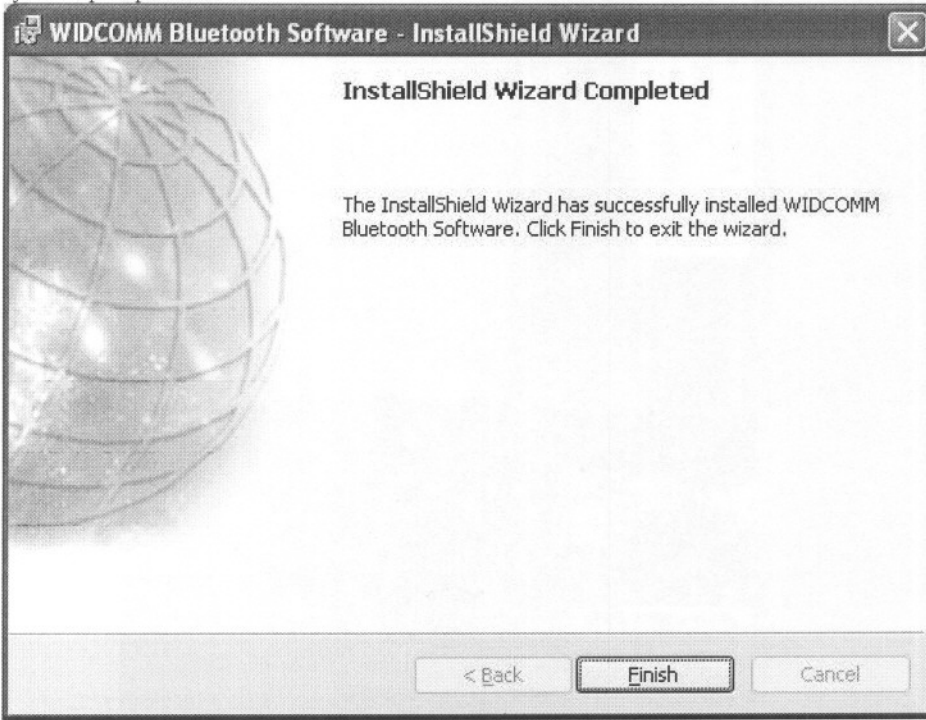 WIDCOMM Bluetooth Software - InstallShield Wizard
InstallShield Wizard Completed
The InstallShield Wizard has successfully installed WIDCOMM
Bluetooth Software. Click Finish to exit the wizard.
< Back
Finish
Cancel